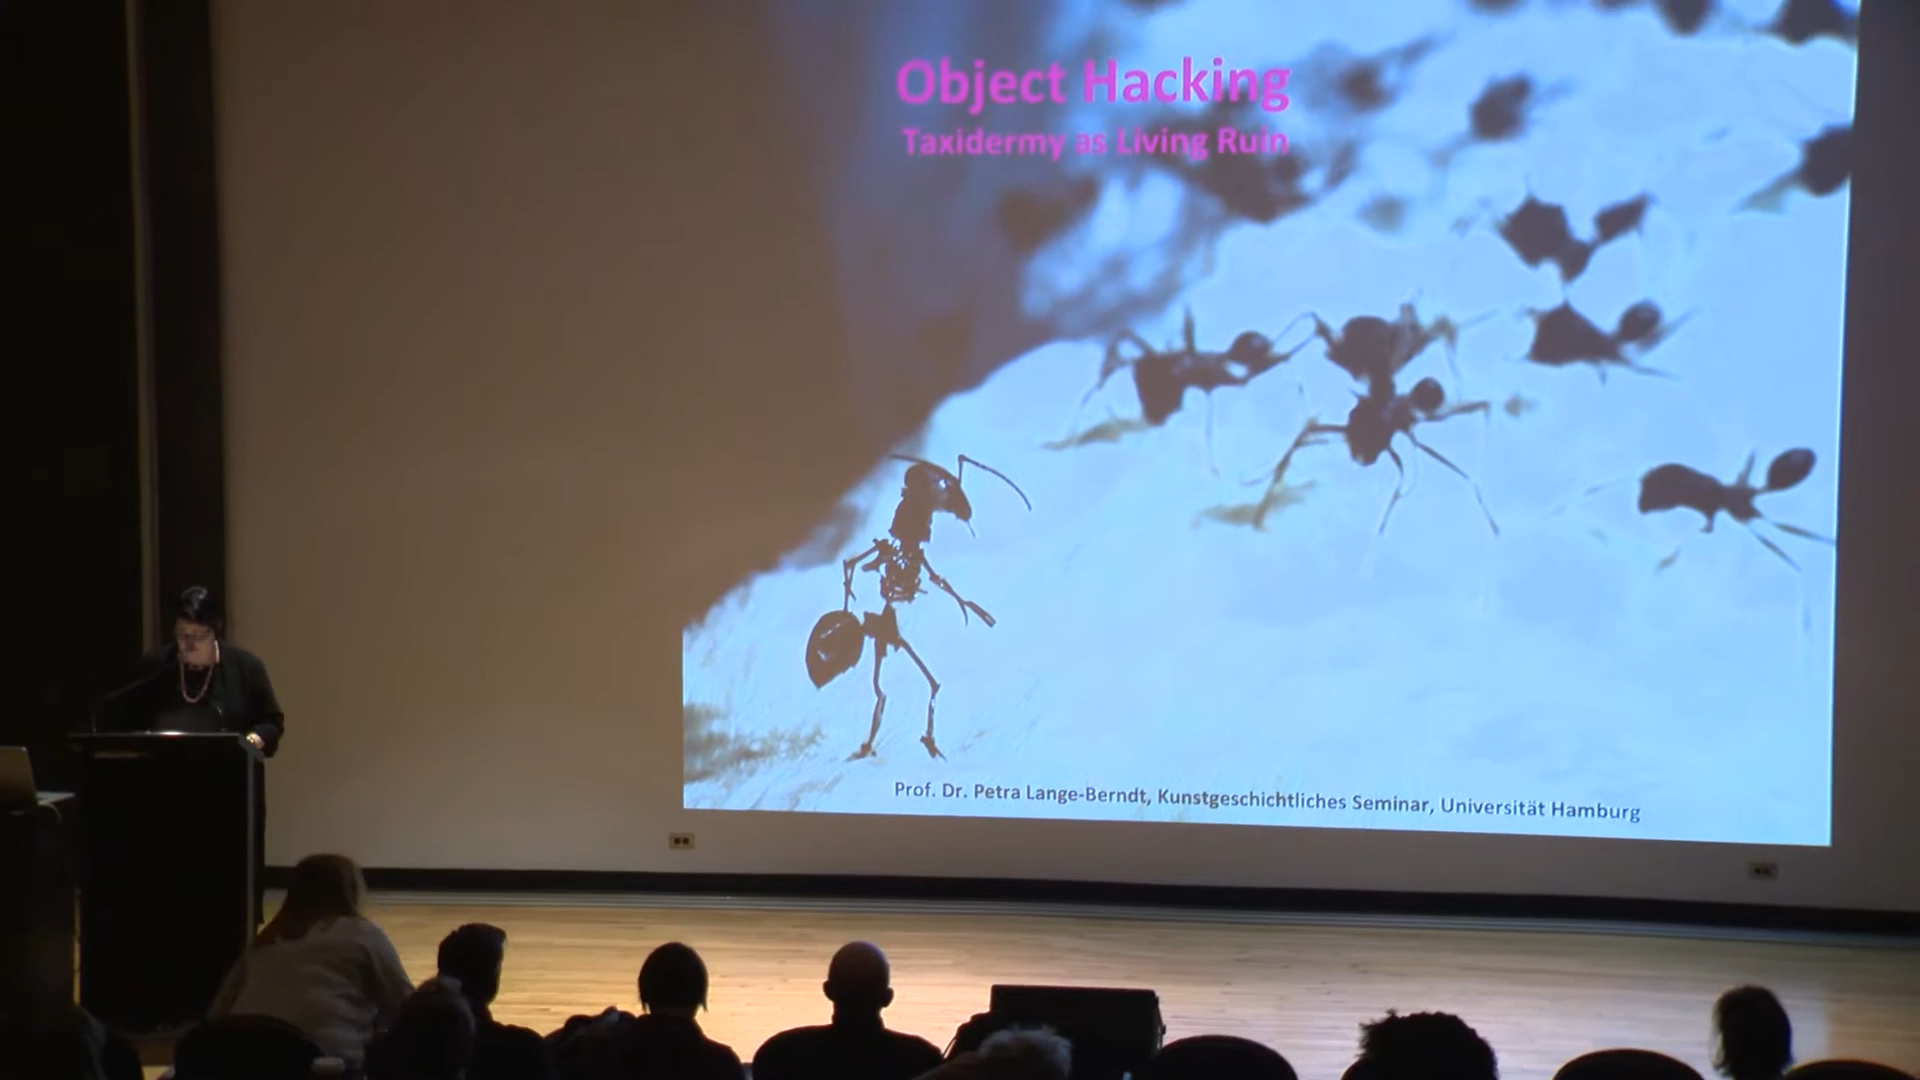 Object Hacking
Taxidermy as Living Ruin
Prof. Dr. Petra Lange-Berndt, Kunstgeschichtliches Seminar, Universität Hamburg